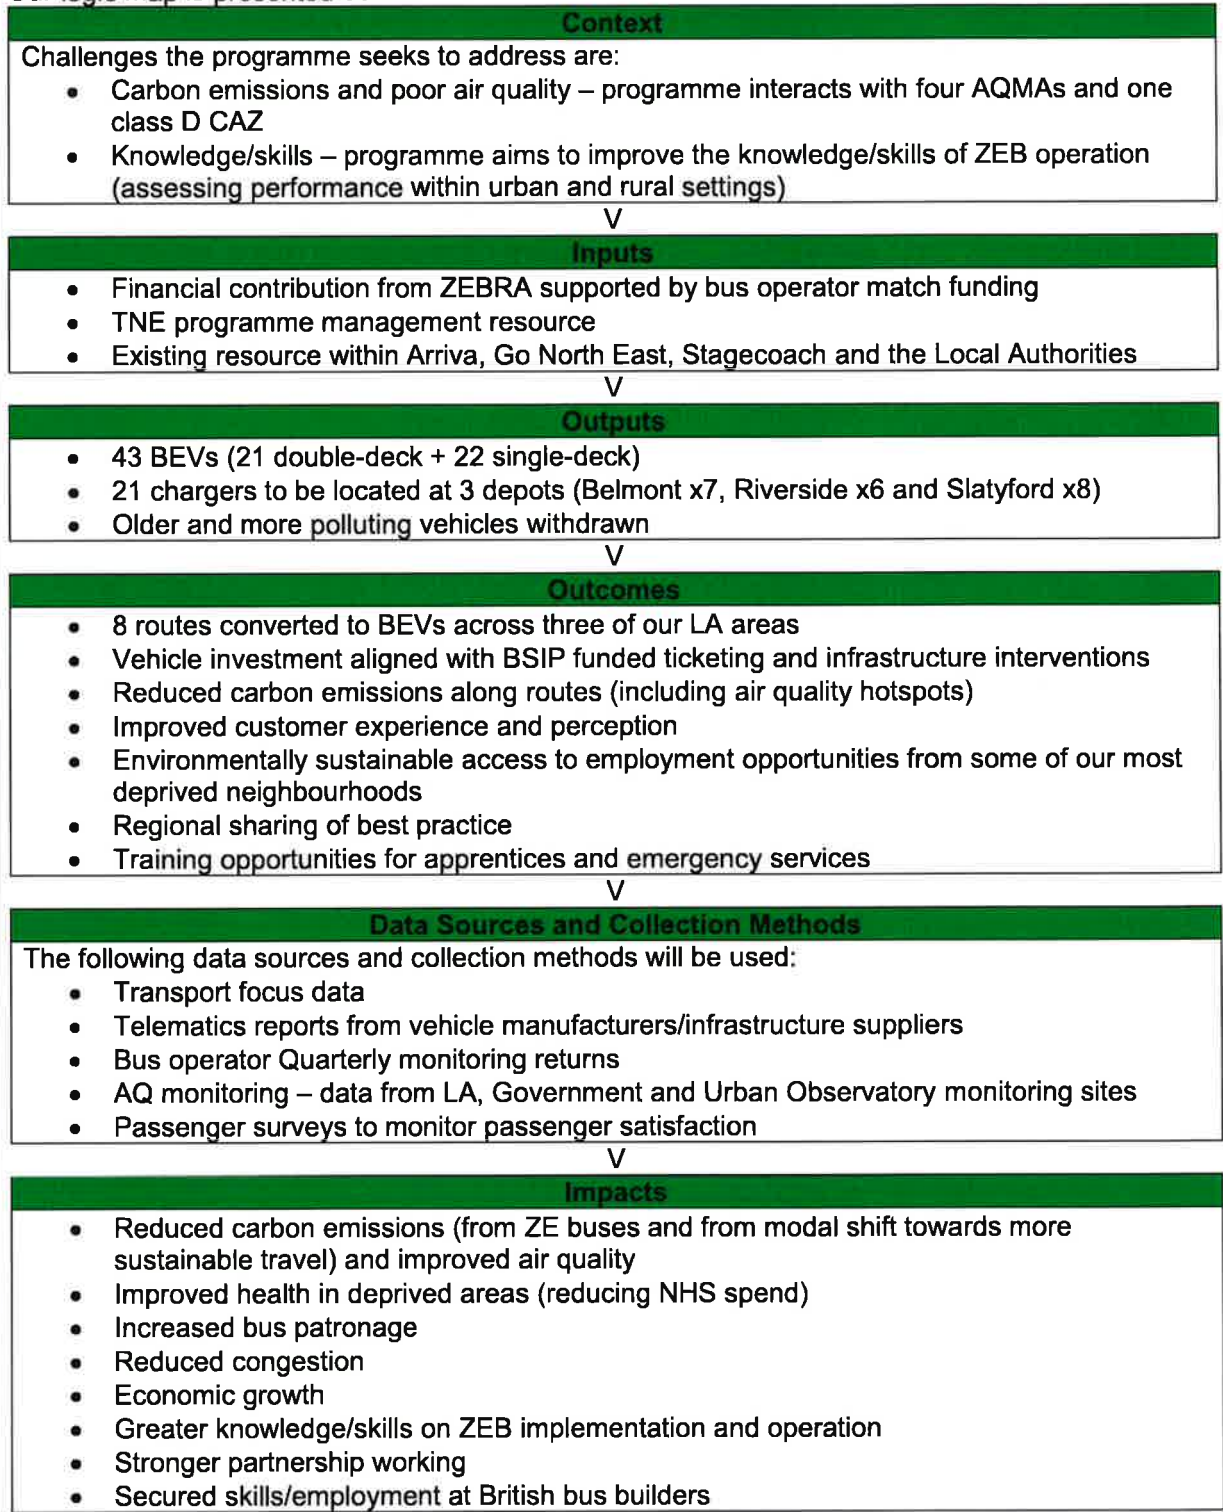 Context
Challenges the programme seeks to address are:
• Carbon emissions and poor air quality – programme interacts with four AQMAs and one
class D CAZ
• Knowledge/skills – programme aims to improve the knowledge/skills of ZEB operation
(assessing performance within urban and rural settings)
V
Inputs
• Financial contribution from ZEBRA supported by bus operator match funding
• TNE programme management resource
• Existing resource within Arriva, Go North East, Stagecoach and the Local Authorities
V
Outputs
• 43 BEVs (21 double-deck + 22 single-deck)
• 21 chargers to be located at 3 depots (Belmont x7, Riverside x6 and Slatyford x8)
• Older and more polluting vehicles withdrawn
V
Outcomes
• 8 routes converted to BEVs across three of our LA areas
• Vehicle investment aligned with BSIP funded ticketing and infrastructure interventions
• Reduced carbon emissions along routes (including air quality hotspots)
• Improved customer experience and perception
• Environmentally sustainable access to employment opportunities from some of our most
deprived neighbourhoods
• Regional sharing of best practice
• Training opportunities for apprentices and emergency services
V
Data Sources and Collection Methods
The following data sources and collection methods will be used:
• Transport focus data
• Telematics reports from vehicle manufacturers/infrastructure suppliers
• Bus operator Quarterly monitoring returns
• AQ monitoring – data from LA, Government and Urban Observatory monitoring sites
• Passenger surveys to monitor passenger satisfaction
V
Impacts
• Reduced carbon emissions (from ZE buses and from modal shift towards more
sustainable travel) and improved air quality
• Improved health in deprived areas (reducing NHS spend)
• Increased bus patronage
• Reduced congestion
• Economic growth
• Greater knowledge/skills on ZEB implementation and operation
• Stronger partnership working
• Secured skills/employment at British bus builders